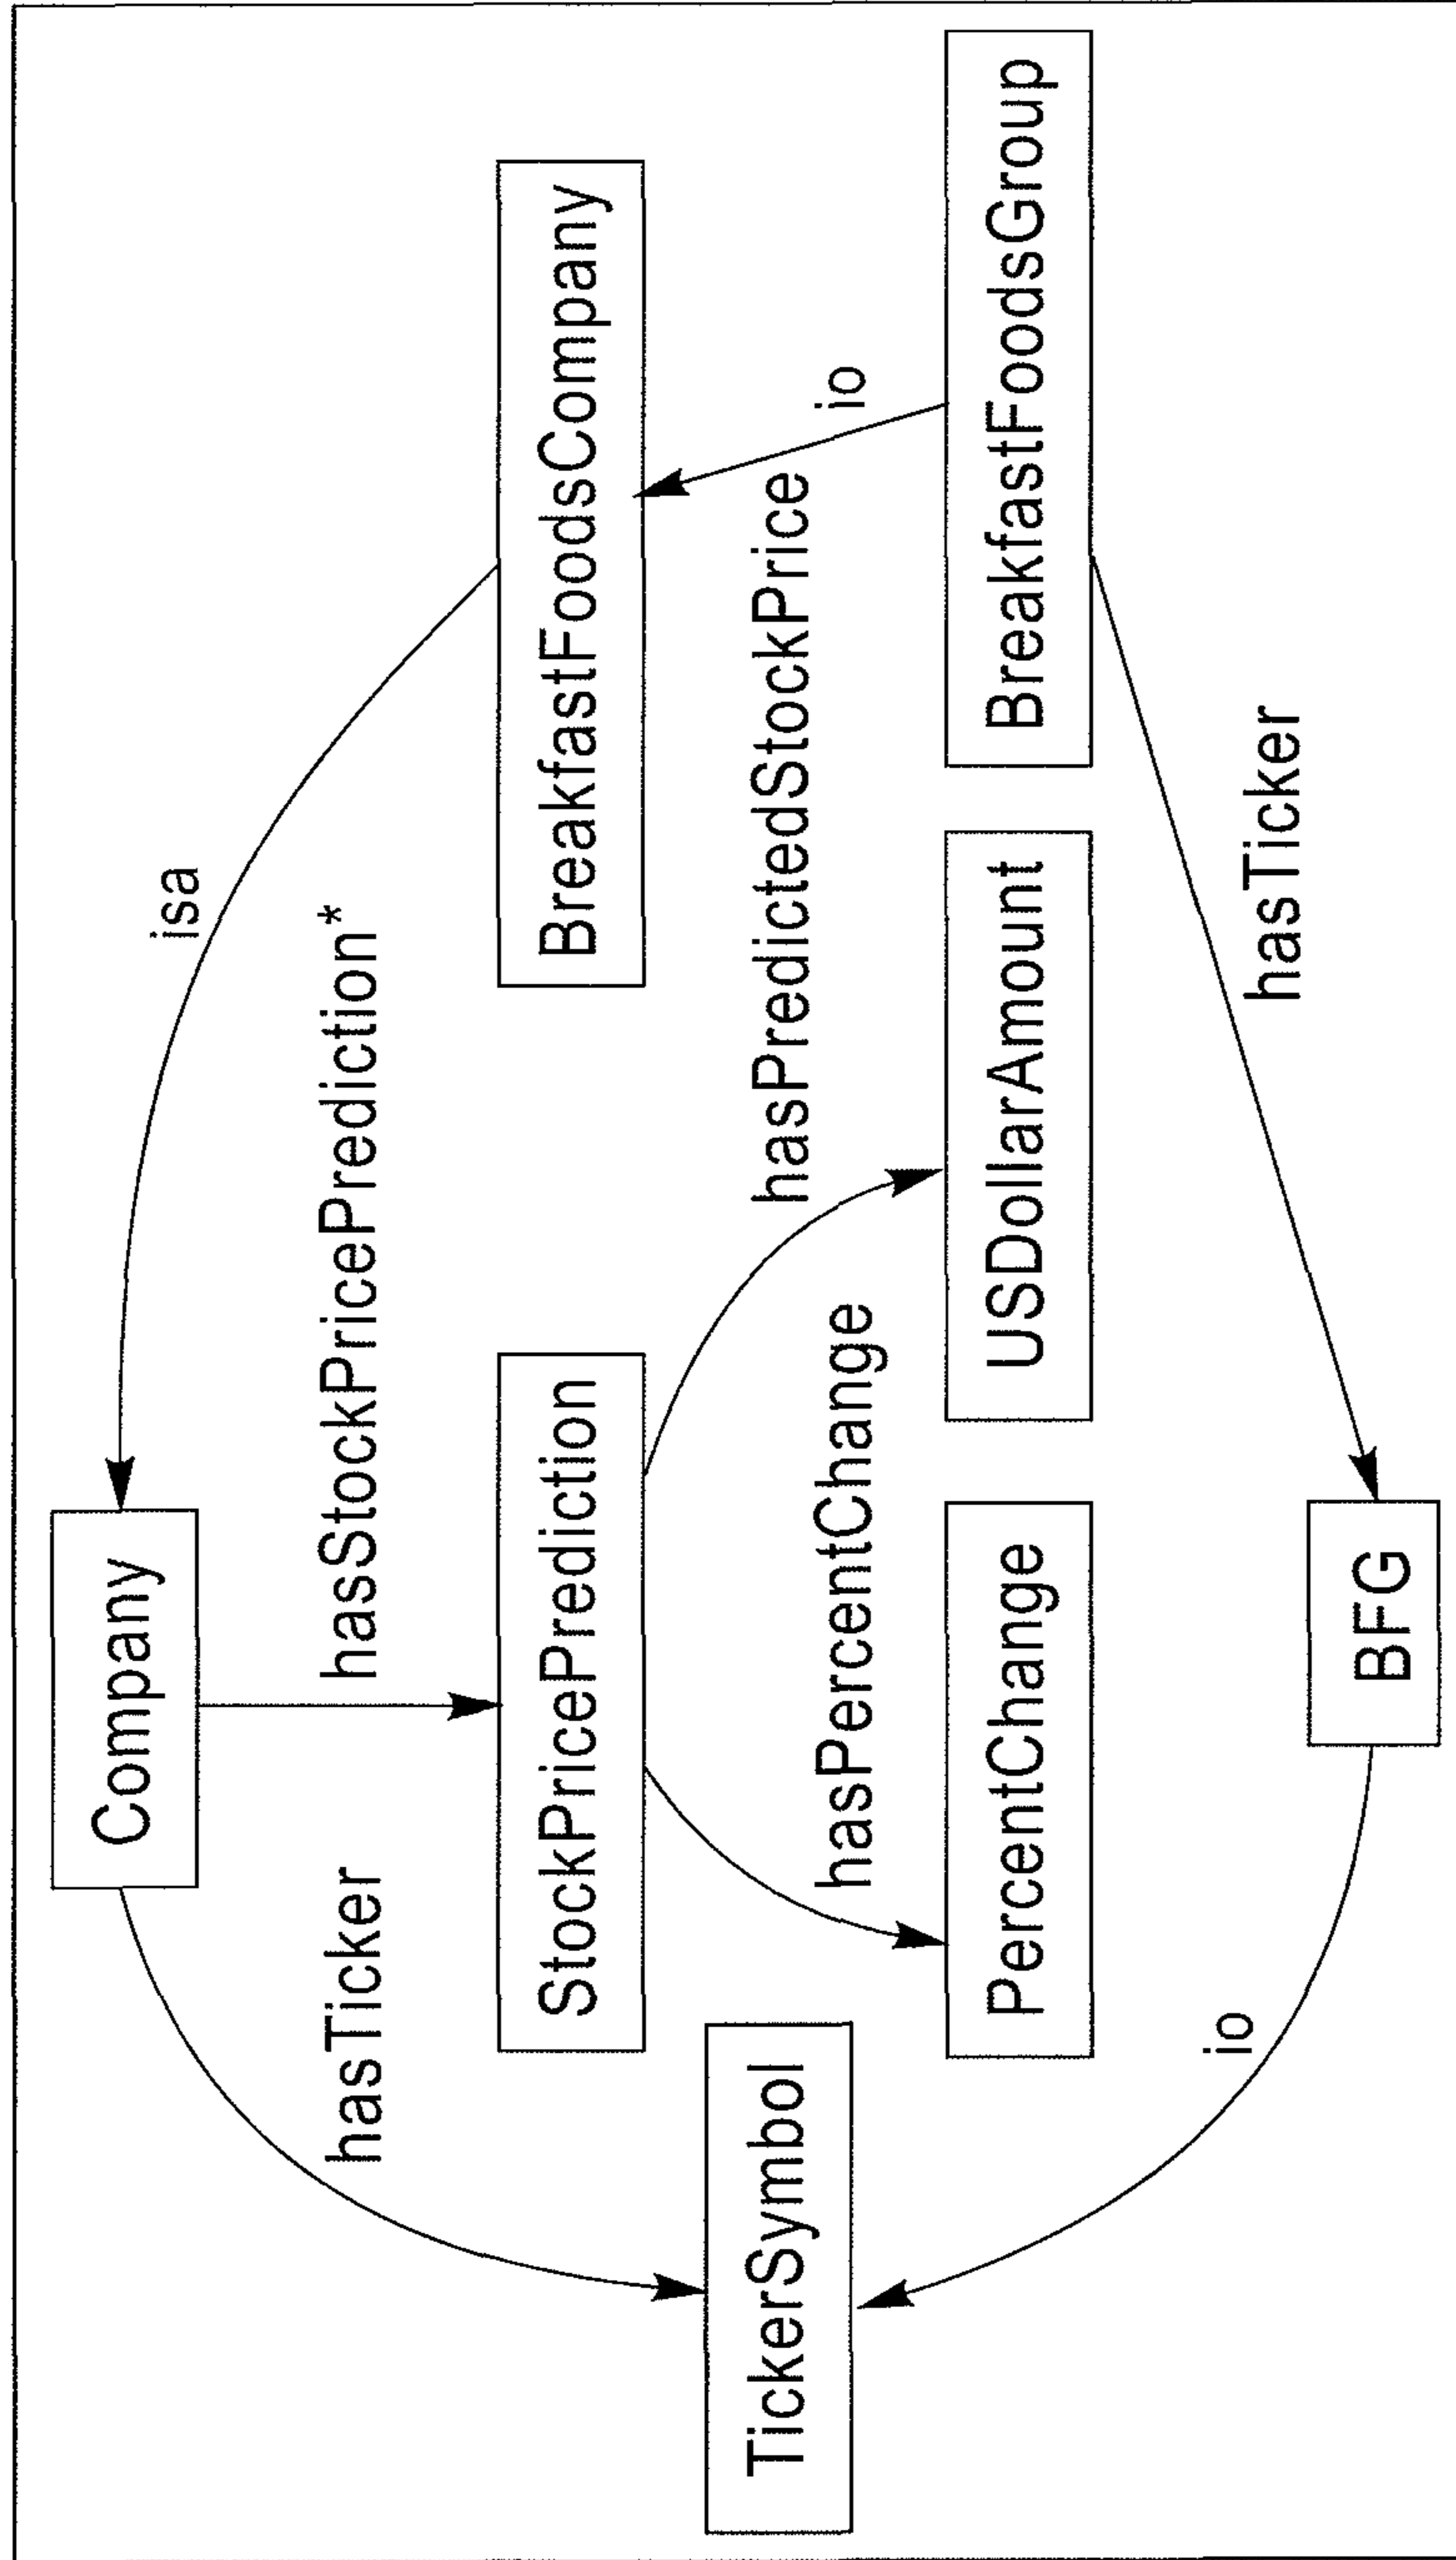 Company
isa
hasTicker
hasStockPricePrediction*
StockPricePrediction
BreakfastFoodsCompany
TickerSymbol
hasPredictedStockPrice
hasPercentChange
io
PercentChange
USDollarAmount
BreakfastFoodsGroup
io
hasTicker
BFG